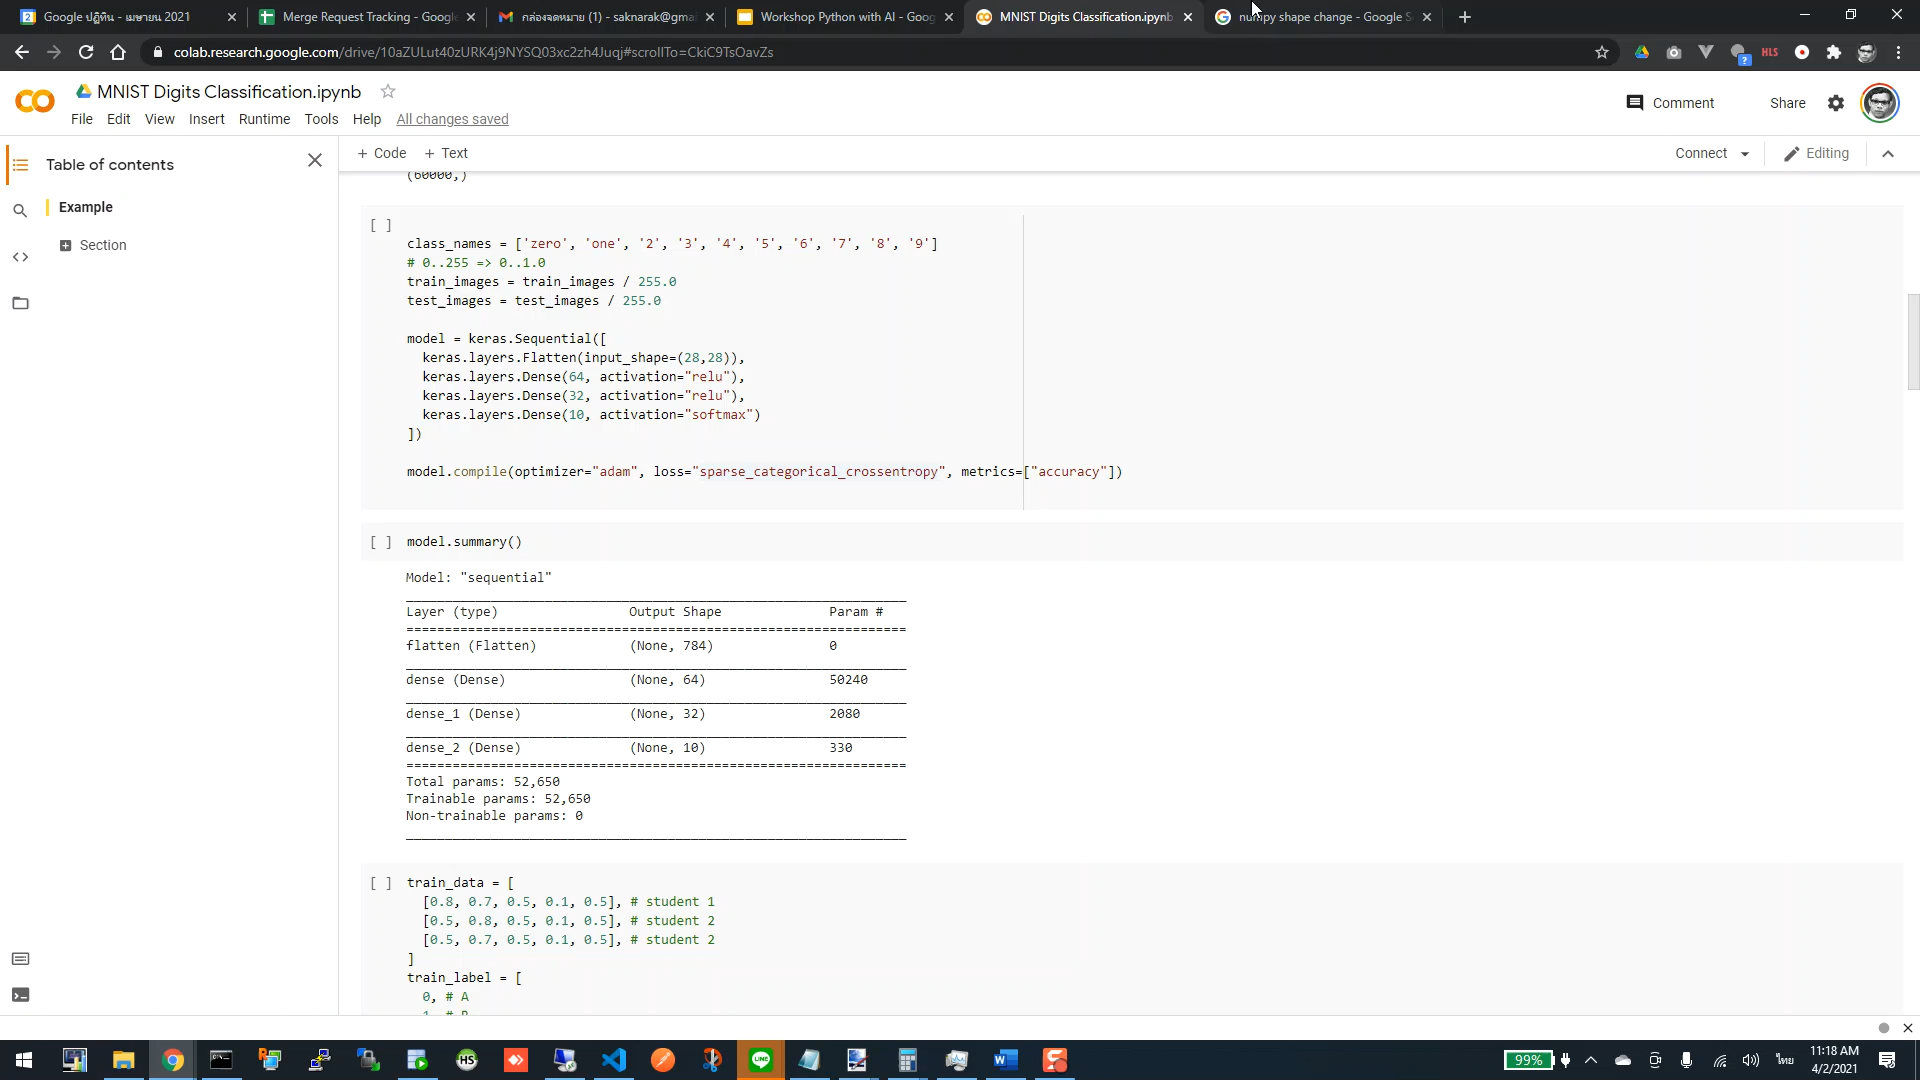 Google ปฏิทิน - เมษายน 2021
Merge Request Tracking - Google
กล่องจดหมาย (1) - saknarak@gma
Workshop Python with AI - Goog
MNIST Digits Classification.ipynb
numpy shape change - Google S
colab.research.google.com/drive/10aZULut40zURK4j9NYSQ03xc2zh4Juqj#scrollTo=CkiC9TsOavZs
HLS
MNIST Digits Classification.ipynb
Comment
Share
File Edit View Insert Runtime Tools Help All changes saved
Table of contents
+ Code + Text
Connect
Editing
Example
Section
(60000,)
[ ]
class_names = ['zero', 'one', '2', '3', '4', '5', '6', '7', '8', '9']
# 0..255 => 0..1.0
train_images = train_images / 255.0
test_images = test_images / 255.0
model = keras.Sequential([
keras.layers.Flatten(input_shape=(28,28)),
keras.layers.Dense(64, activation="relu"),
keras.layers.Dense(32, activation="relu"),
keras.layers.Dense(10, activation="softmax")
])
model.compile(optimizer="adam", loss="sparse_categorical_crossentropy", metrics=["accuracy"])
[ ] model.summary()
Model: "sequential"
Layer (type) Output Shape Param #
flatten (Flatten) (None, 784) 0
dense (Dense) (None, 64) 50240
dense_1 (Dense) (None, 32) 2080
dense_2 (Dense) (None, 10) 330
Total params: 52,650
Trainable params: 52,650
Non-trainable params: 0
[ ] train_data = [
[0.8, 0.7, 0.5, 0.1, 0.5], # student 1
[0.5, 0.8, 0.5, 0.1, 0.5], # student 2
[0.5, 0.7, 0.5, 0.1, 0.5], # student 2
]
train_label = [
0, # A
1, # B
99%
ไทย
11:18 AM
4/2/2021